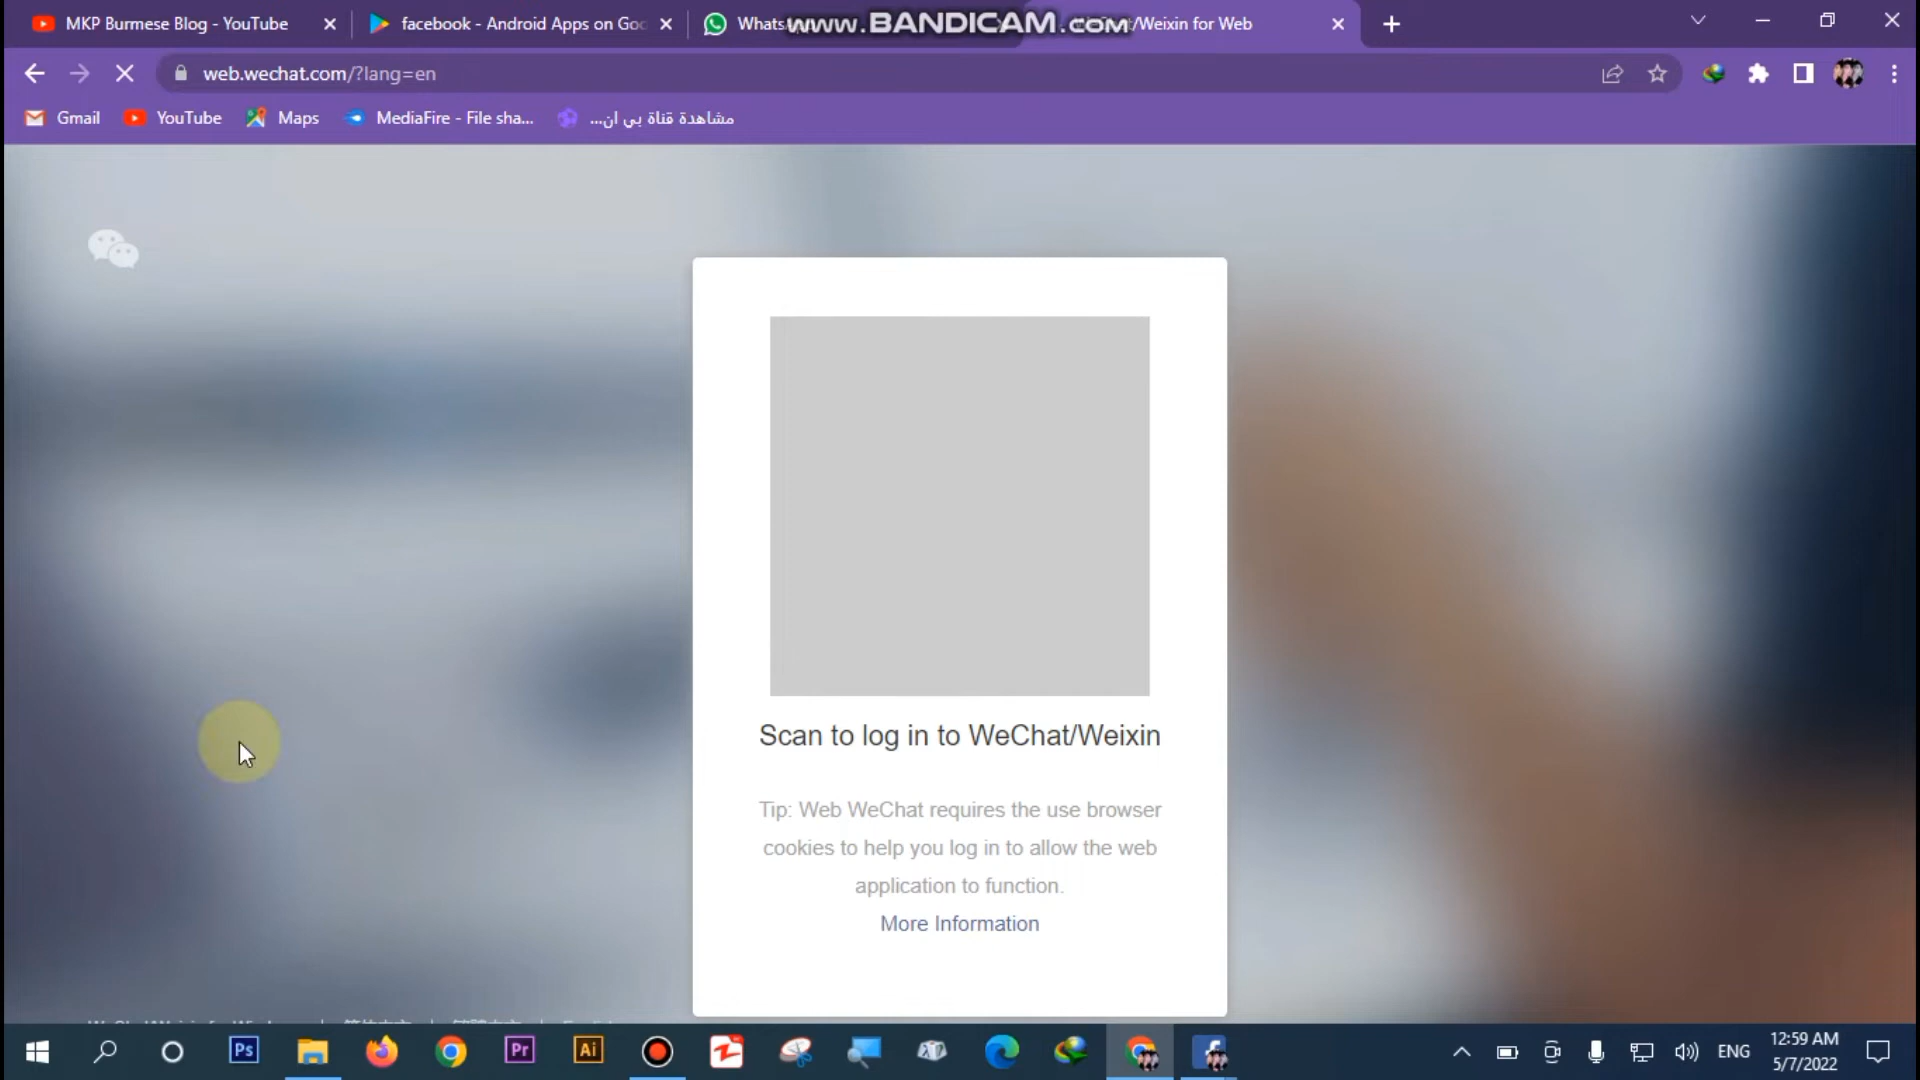 MKP Burmese Blog - YouTube
facebook - Android Apps on Goo
Whats
www.BANDICAM.com
/Weixin for Web
web.wechat.com/?lang=en
Gmail
YouTube
Maps
MediaFire - File sha...
مشاهدة قناة بي ان...
Scan to log in to WeChat/Weixin
Tip: Web WeChat requires the use browser
cookies to help you log in to allow the web
application to function.
More Information
Ps
Pr
Ai
ENG
12:59 AM
5/7/2022